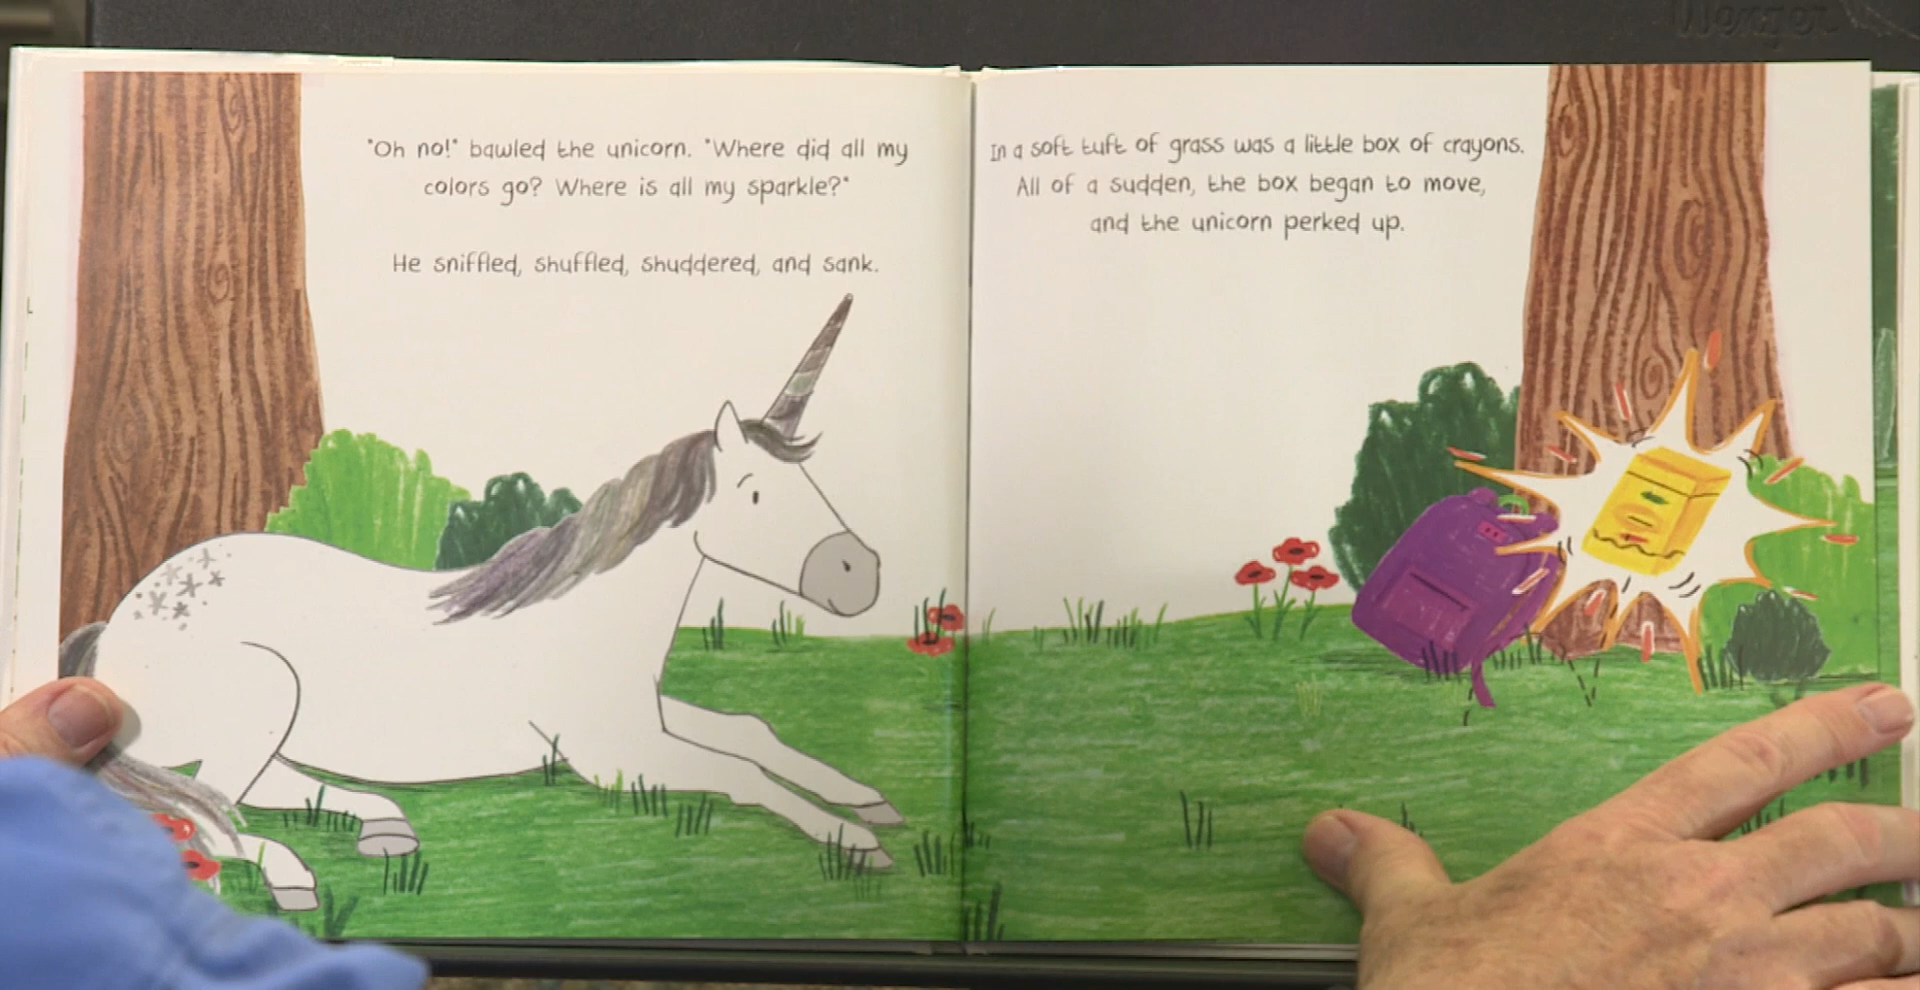 "Oh no!" bawled the unicorn. "Where did all my
colors go? Where is all my sparkle?"
He sniffled, shuffled, shuddered, and sank.
In a soft tuft of grass was a little box of crayons.
All of a sudden, the box began to move,
and the unicorn perked up.
Wenger